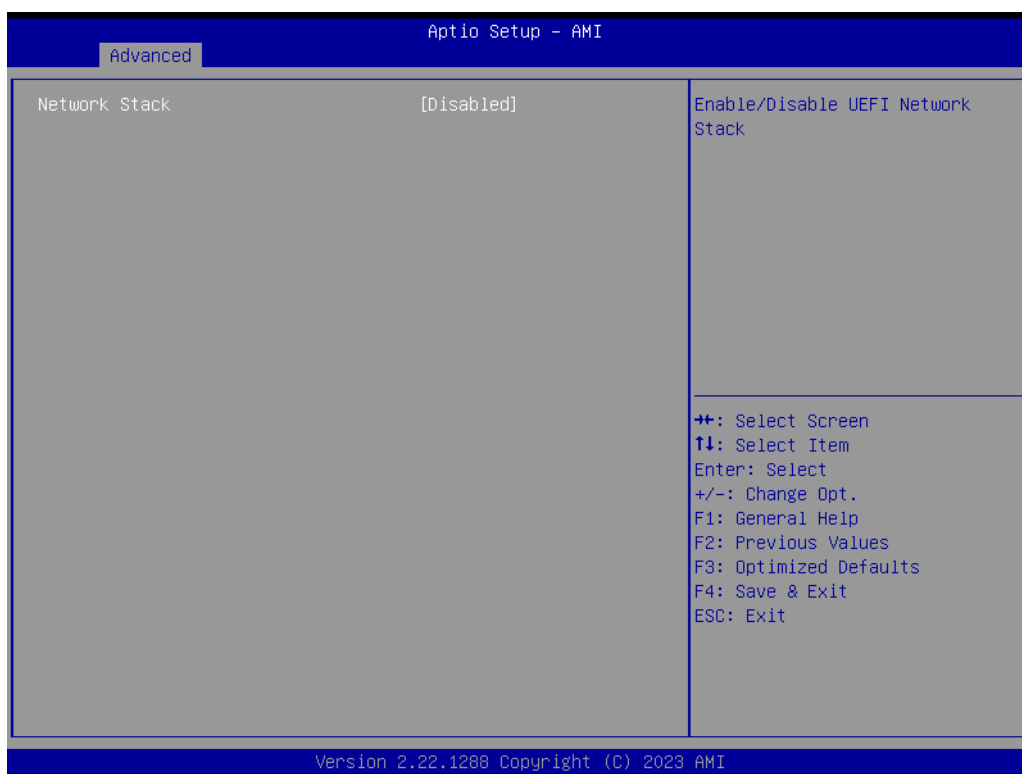 Aptio Setup – AMI
Advanced
Network Stack [Disabled]
Enable/Disable UEFI Network
Stack
→←: Select Screen
↑↓: Select Item
Enter: Select
+/-: Change Opt.
F1: General Help
F2: Previous Values
F3: Optimized Defaults
F4: Save & Exit
ESC: Exit
Version 2.22.1288 Copyright (C) 2023 AMI